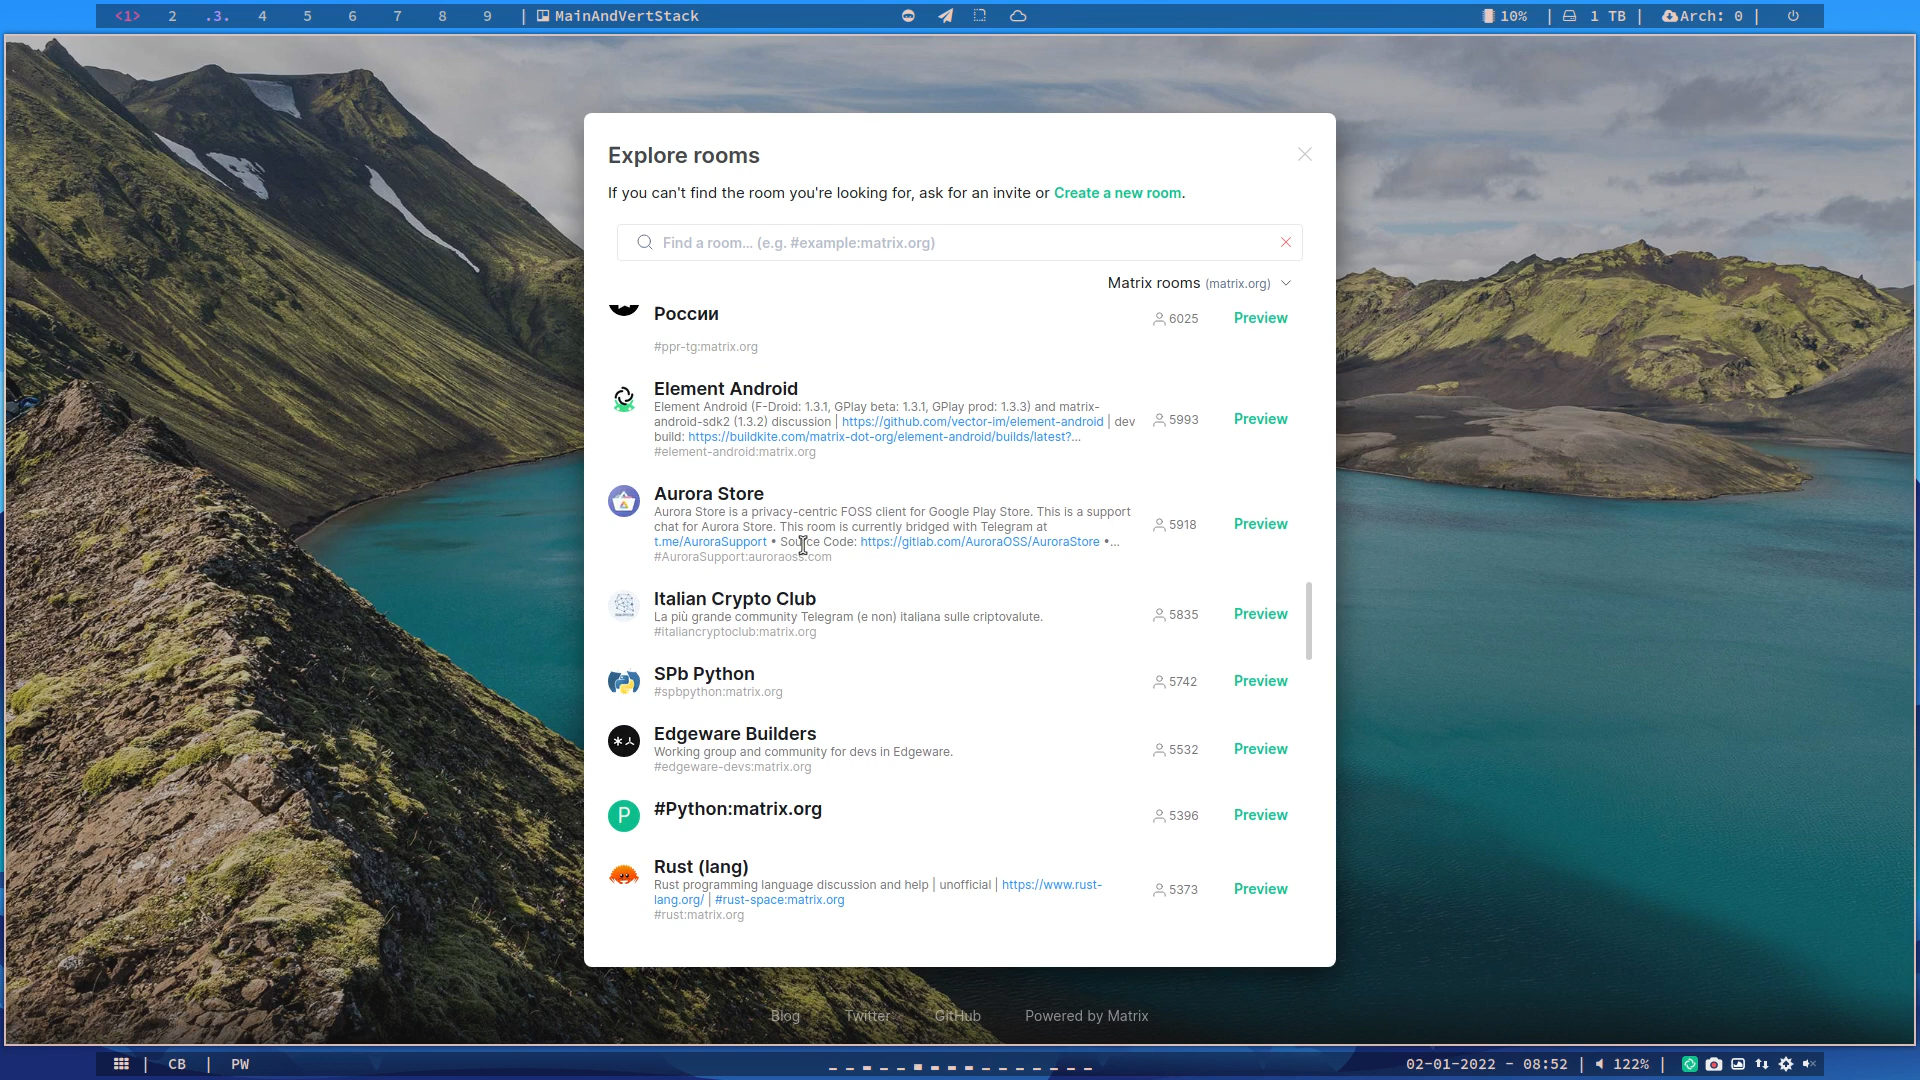 <1> 2 .3. 4 5 6 7 8 9 | MainAndVertStack
10% | 1 TB | Arch: 0 |
Explore rooms
If you can't find the room you're looking for, ask for an invite or Create a new room.
Find a room... (e.g. #example:matrix.org)
Matrix rooms (matrix.org)
России
6025 Preview
#ppr-tg:matrix.org
Element Android
Element Android (F-Droid: 1.3.1, GPlay beta: 1.3.1, GPlay prod: 1.3.3) and matrix-
android-sdk2 (1.3.2) discussion | https://github.com/vector-im/element-android | dev
build: https://buildkite.com/matrix-dot-org/element-android/builds/latest?...
#element-android:matrix.org
5993 Preview
Aurora Store
Aurora Store is a privacy-centric FOSS client for Google Play Store. This is a support
chat for Aurora Store. This room is currently bridged with Telegram at
t.me/AuroraSupport • Source Code: https://gitlab.com/AuroraOSS/AuroraStore •...
#AuroraSupport:auroraoss.com
5918 Preview
Italian Crypto Club
La più grande community Telegram (e non) italiana sulle criptovalute.
#italiancryptoclub:matrix.org
5835 Preview
SPb Python
#spbpython:matrix.org
5742 Preview
Edgeware Builders
Working group and community for devs in Edgeware.
#edgeware-devs:matrix.org
5532 Preview
P
#Python:matrix.org
5396 Preview
Rust (lang)
Rust programming language discussion and help | unofficial | https://www.rust-
lang.org/ | #rust-space:matrix.org
#rust:matrix.org
5373 Preview
Blog Twitter GitHub Powered by Matrix
| CB | PW
02-01-2022 - 08:52 | 122% |